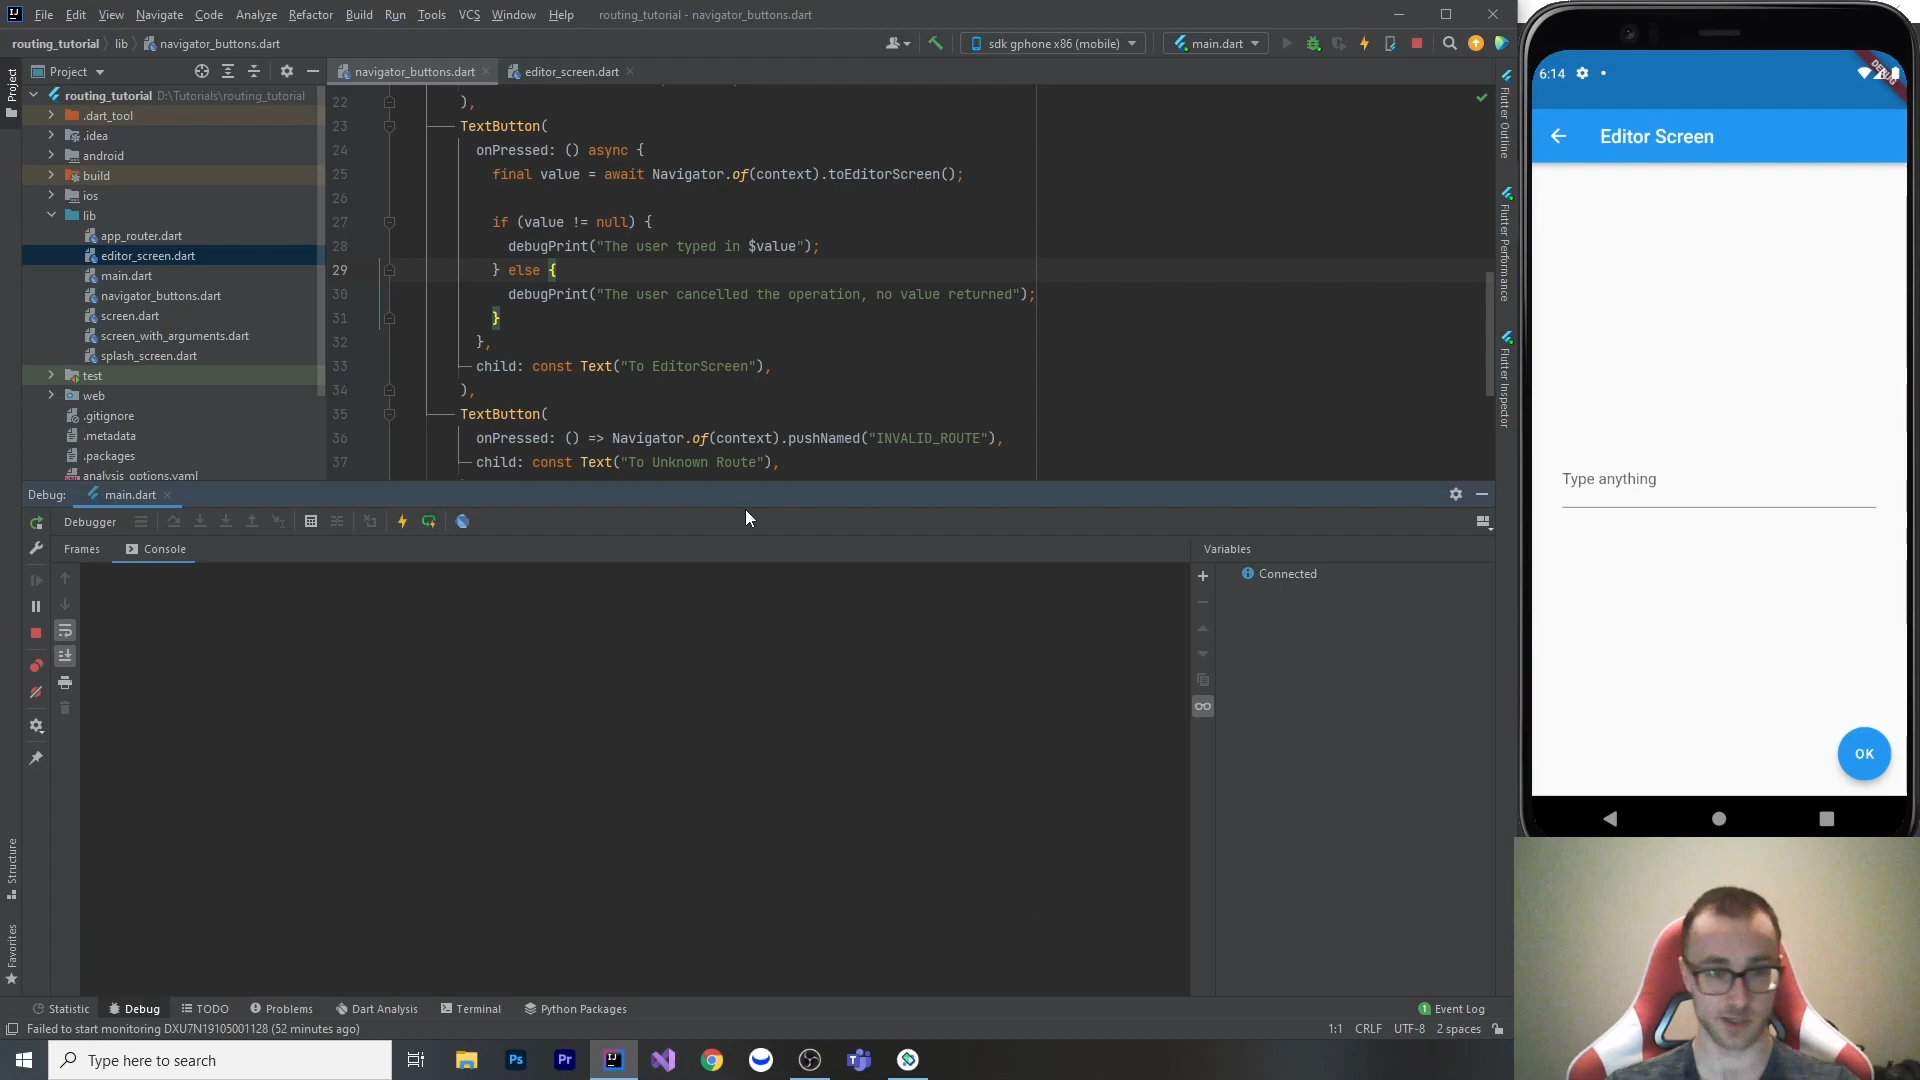 File Edit View Navigate Code Analyze Refactor Build Run Tools VCS Window Help routing_tutorial - navigator_buttons.dart
routing_tutorial lib navigator_buttons.dart sdk gphone x86 (mobile) main.dart
Project navigator_buttons.dart editor_screen.dart
Project
routing_tutorial D:\Tutorials\routing_tutorial
.dart_tool
.idea
android
build
ios
lib
app_router.dart
editor_screen.dart
main.dart
navigator_buttons.dart
screen.dart
screen_with_arguments.dart
splash_screen.dart
test
web
.gitignore
.metadata
.packages
analysis_options.yaml
22 ),
23 TextButton(
24 onPressed: () async {
25 final value = await Navigator.of(context).toEditorScreen();
26
27 if (value != null) {
28 debugPrint("The user typed in $value");
29 } else {
30 debugPrint("The user cancelled the operation, no value returned");
31 }
32 },
33 child: const Text("To EditorScreen"),
34 ),
35 TextButton(
36 onPressed: () => Navigator.of(context).pushNamed("INVALID_ROUTE"),
37 child: const Text("To Unknown Route"),
Flutter Outline
Flutter Performance
Flutter Inspector
Debug: main.dart
Debugger
Frames Console Variables
Connected
Structure
Favorites
Statistic Debug TODO Problems Dart Analysis Terminal Python Packages 1 Event Log
Failed to start monitoring DXU7N19105001128 (52 minutes ago) 1:1 CRLF UTF-8 2 spaces
Type here to search
Ps
Pr
IJ
6:14
DEBUG
Editor Screen
Type anything
OK